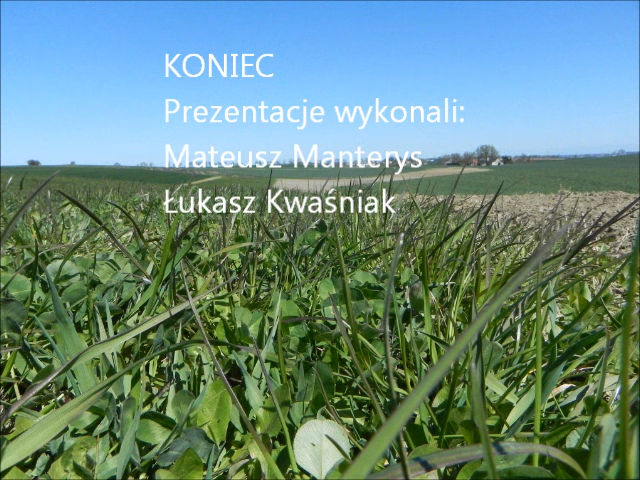 KONIEC
Prezentacje wykonali:
Mateusz Manterys
Łukasz Kwaśniak